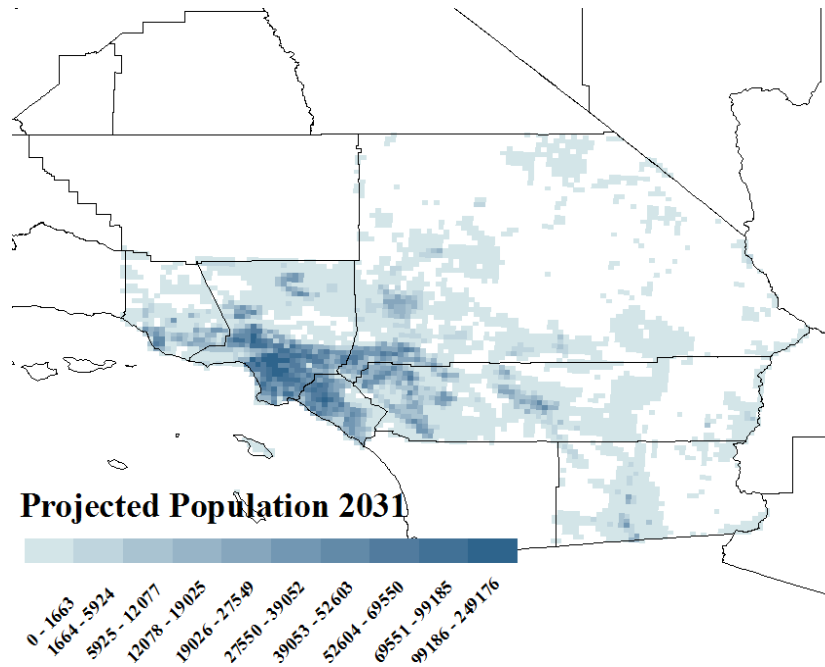 Projected Population 2031
0 - 1663
1664 - 5924
5925 - 12077
12078 - 19025
19026 - 27549
27550 - 39052
39053 - 52603
52604 - 69550
69551 - 99185
99186 - 249176